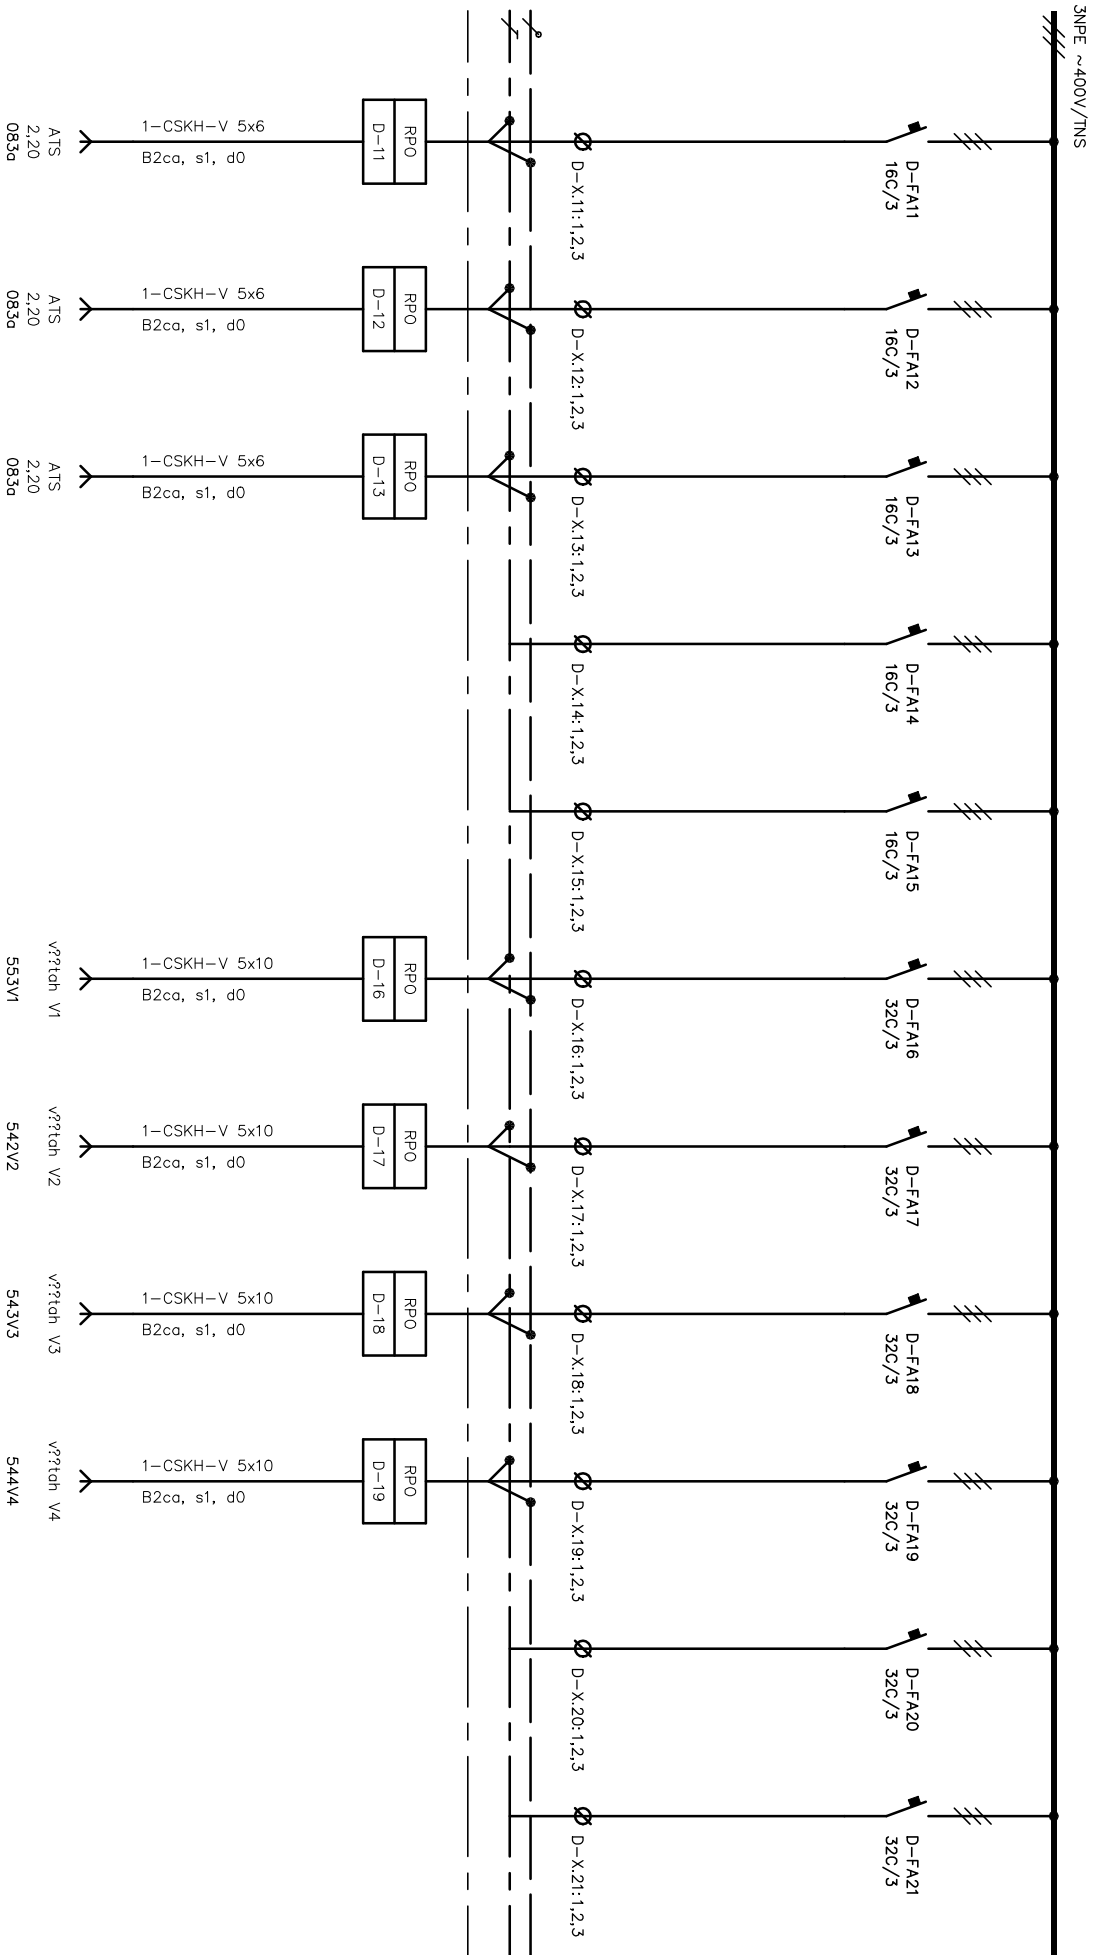 3NPE ~400V/TNS
D-FA11
16C/3
D-X.11:1,2,3
RPO
D-11
1-CSKH-V 5x6
B2ca, s1, d0
ATS
2,20
083a
D-FA12
16C/3
D-X.12:1,2,3
RPO
D-12
1-CSKH-V 5x6
B2ca, s1, d0
ATS
2,20
083a
D-FA13
16C/3
D-X.13:1,2,3
RPO
D-13
1-CSKH-V 5x6
B2ca, s1, d0
ATS
2,20
083a
D-FA14
16C/3
D-X.14:1,2,3
D-FA15
16C/3
D-X.15:1,2,3
D-FA16
32C/3
D-X.16:1,2,3
RPO
D-16
1-CSKH-V 5x10
B2ca, s1, d0
v??tah V1
553V1
D-FA17
32C/3
D-X.17:1,2,3
RPO
D-17
1-CSKH-V 5x10
B2ca, s1, d0
v??tah V2
542V2
D-FA18
32C/3
D-X.18:1,2,3
RPO
D-18
1-CSKH-V 5x10
B2ca, s1, d0
v??tah V3
543V3
D-FA19
32C/3
D-X.19:1,2,3
RPO
D-19
1-CSKH-V 5x10
B2ca, s1, d0
v??tah V4
544V4
D-FA20
32C/3
D-X.20:1,2,3
D-FA21
32C/3
D-X.21:1,2,3